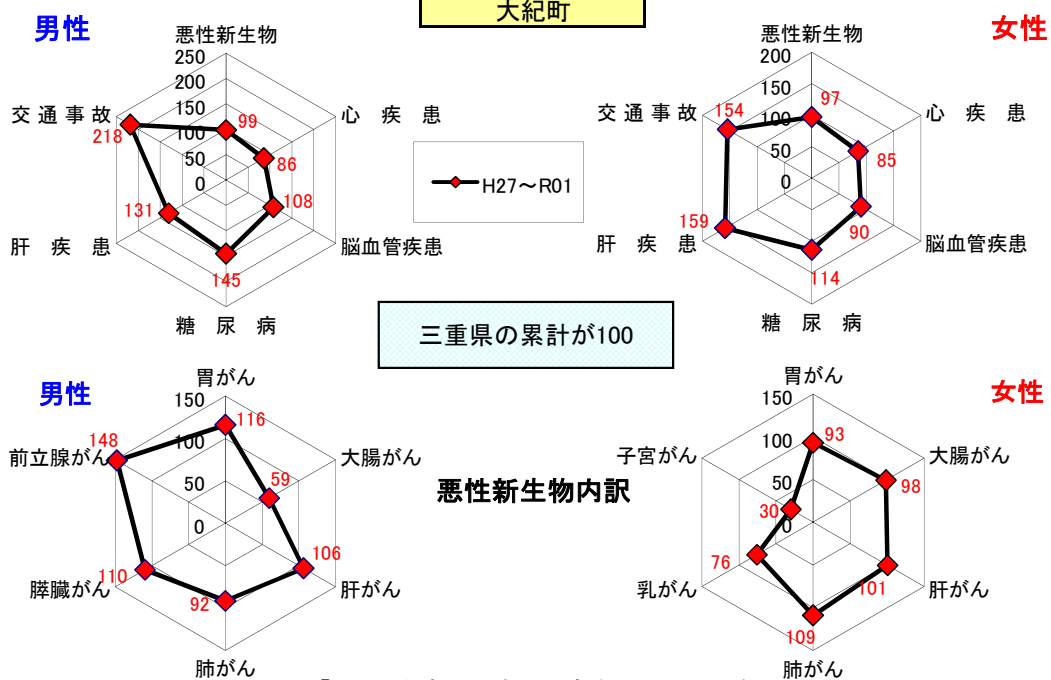 大紀町
男性
悪性新生物
250
200
150
100
50
0
心　疾　患
脳血管疾患
糖　尿　病
肝　疾　患
交 通 事 故
99
86
108
145
131
218
H27～R01
女性
悪性新生物
200
150
100
50
0
心　疾　患
脳血管疾患
糖　尿　病
肝　疾　患
交 通 事 故
97
85
90
114
159
154
三重県の累計が100
男性
胃がん
150
100
50
0
大腸がん
肝がん
肺がん
膵臓がん
前立腺がん
116
59
106
92
110
148
悪性新生物内訳
女性
胃がん
150
100
50
0
大腸がん
肝がん
肺がん
乳がん
子宮がん
93
98
101
109
76
30